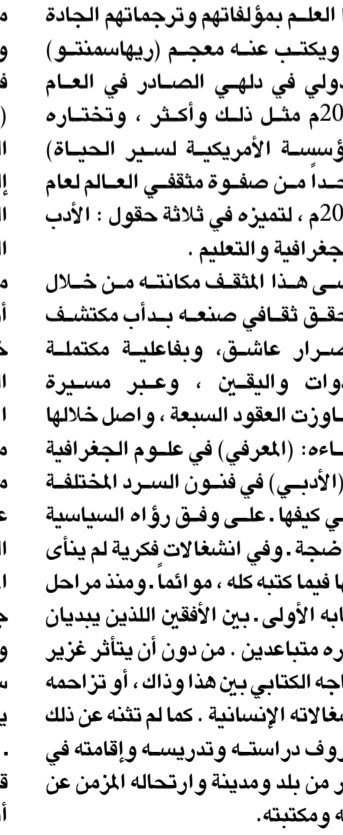 العلم بمؤلفاتهم وترجماتهم الجادة
ويكتب عنه معجم (ريهاسمنتو)
دولي في دلهي الصادر في العام
20م مثل ذلك وأكثر ، وتختاره
ؤسسة الأمريكية لسير الحياة)
حداً من صفوة مثقفي العالم لعام
20م ، لتميزه في ثلاثة حقول : الأدب
جغرافية والتعليم .
سى هذا المثقف مكانته من خلال
حقق ثقافي صنعه بدأب مكتشف
صرار عاشق، وبفاعلية مكتملة
دوات واليقين ، وعبر مسيرة
جاوزت العقود السبعة ، واصل خلالها
ـاءه: (المعرفي) في علوم الجغرافية
(الأدبي) في فنون السرد المختلفة
ي كيفها . على وفق رؤاه السياسية
اضجة . وفي انشغالات فكرية لم ينأى
ها فيما كتبه كله ، موائماً . ومنذ مراحل
ابه الأولى . بين الأفقين اللذين يبديان
ره متباعدين . من دون أن يتأثر غزير
اجه الكتابي بين هذا وذاك ، أو تزاحمه
غالاته الإنسانية . كما لم تثنه عن ذلك
روف دراسته وتدريسه وإقامته في
ر من بلد ومدينة وارتحاله المزمن عن
ه ومكتبته.